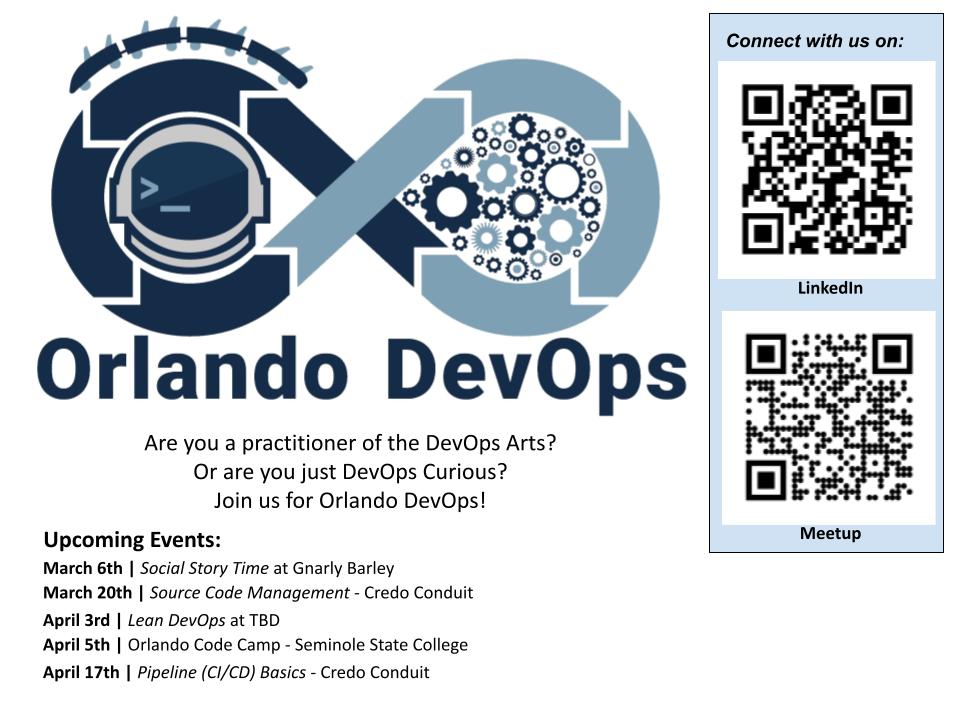 >_
Orlando DevOps
Are you a practitioner of the DevOps Arts?
Or are you just DevOps Curious?
Join us for Orlando DevOps!
Upcoming Events:
March 6th | Social Story Time at Gnarly Barley
March 20th | Source Code Management - Credo Conduit
April 3rd | Lean DevOps at TBD
April 5th | Orlando Code Camp - Seminole State College
April 17th | Pipeline (CI/CD) Basics - Credo Conduit
Connect with us on:
LinkedIn
Meetup